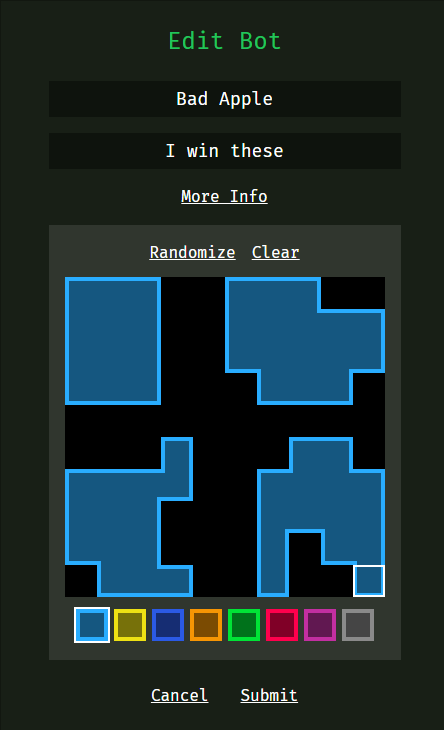 Edit Bot
Bad Apple
I win these
More Info
Randomize Clear
Cancel Submit